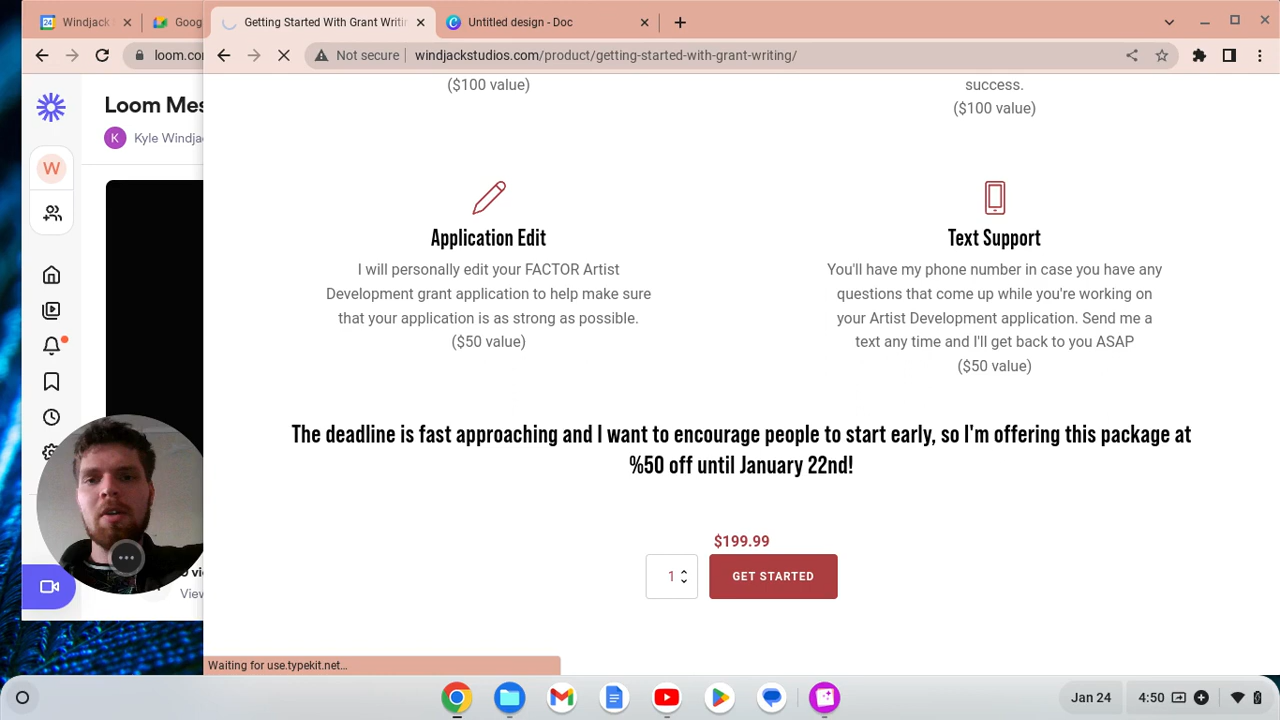 Windjack
Goog
Getting Started With Grant Writin
Untitled design - Doc
loom.co
Not secure
windjackstudios.com/product/getting-started-with-grant-writing/
Loom Mes
K
Kyle Windja
W
($100 value)
success.
($100 value)
Application Edit
I will personally edit your FACTOR Artist
Development grant application to help make sure
that your application is as strong as possible.
($50 value)
Text Support
You'll have my phone number in case you have any
questions that come up while you're working on
your Artist Development application. Send me a
text any time and I'll get back to you ASAP
($50 value)
The deadline is fast approaching and I want to encourage people to start early, so I'm offering this package at
%50 off until January 22nd!
$199.99
1
GET STARTED
View
Waiting for use.typekit.net...
Jan 24
4:50